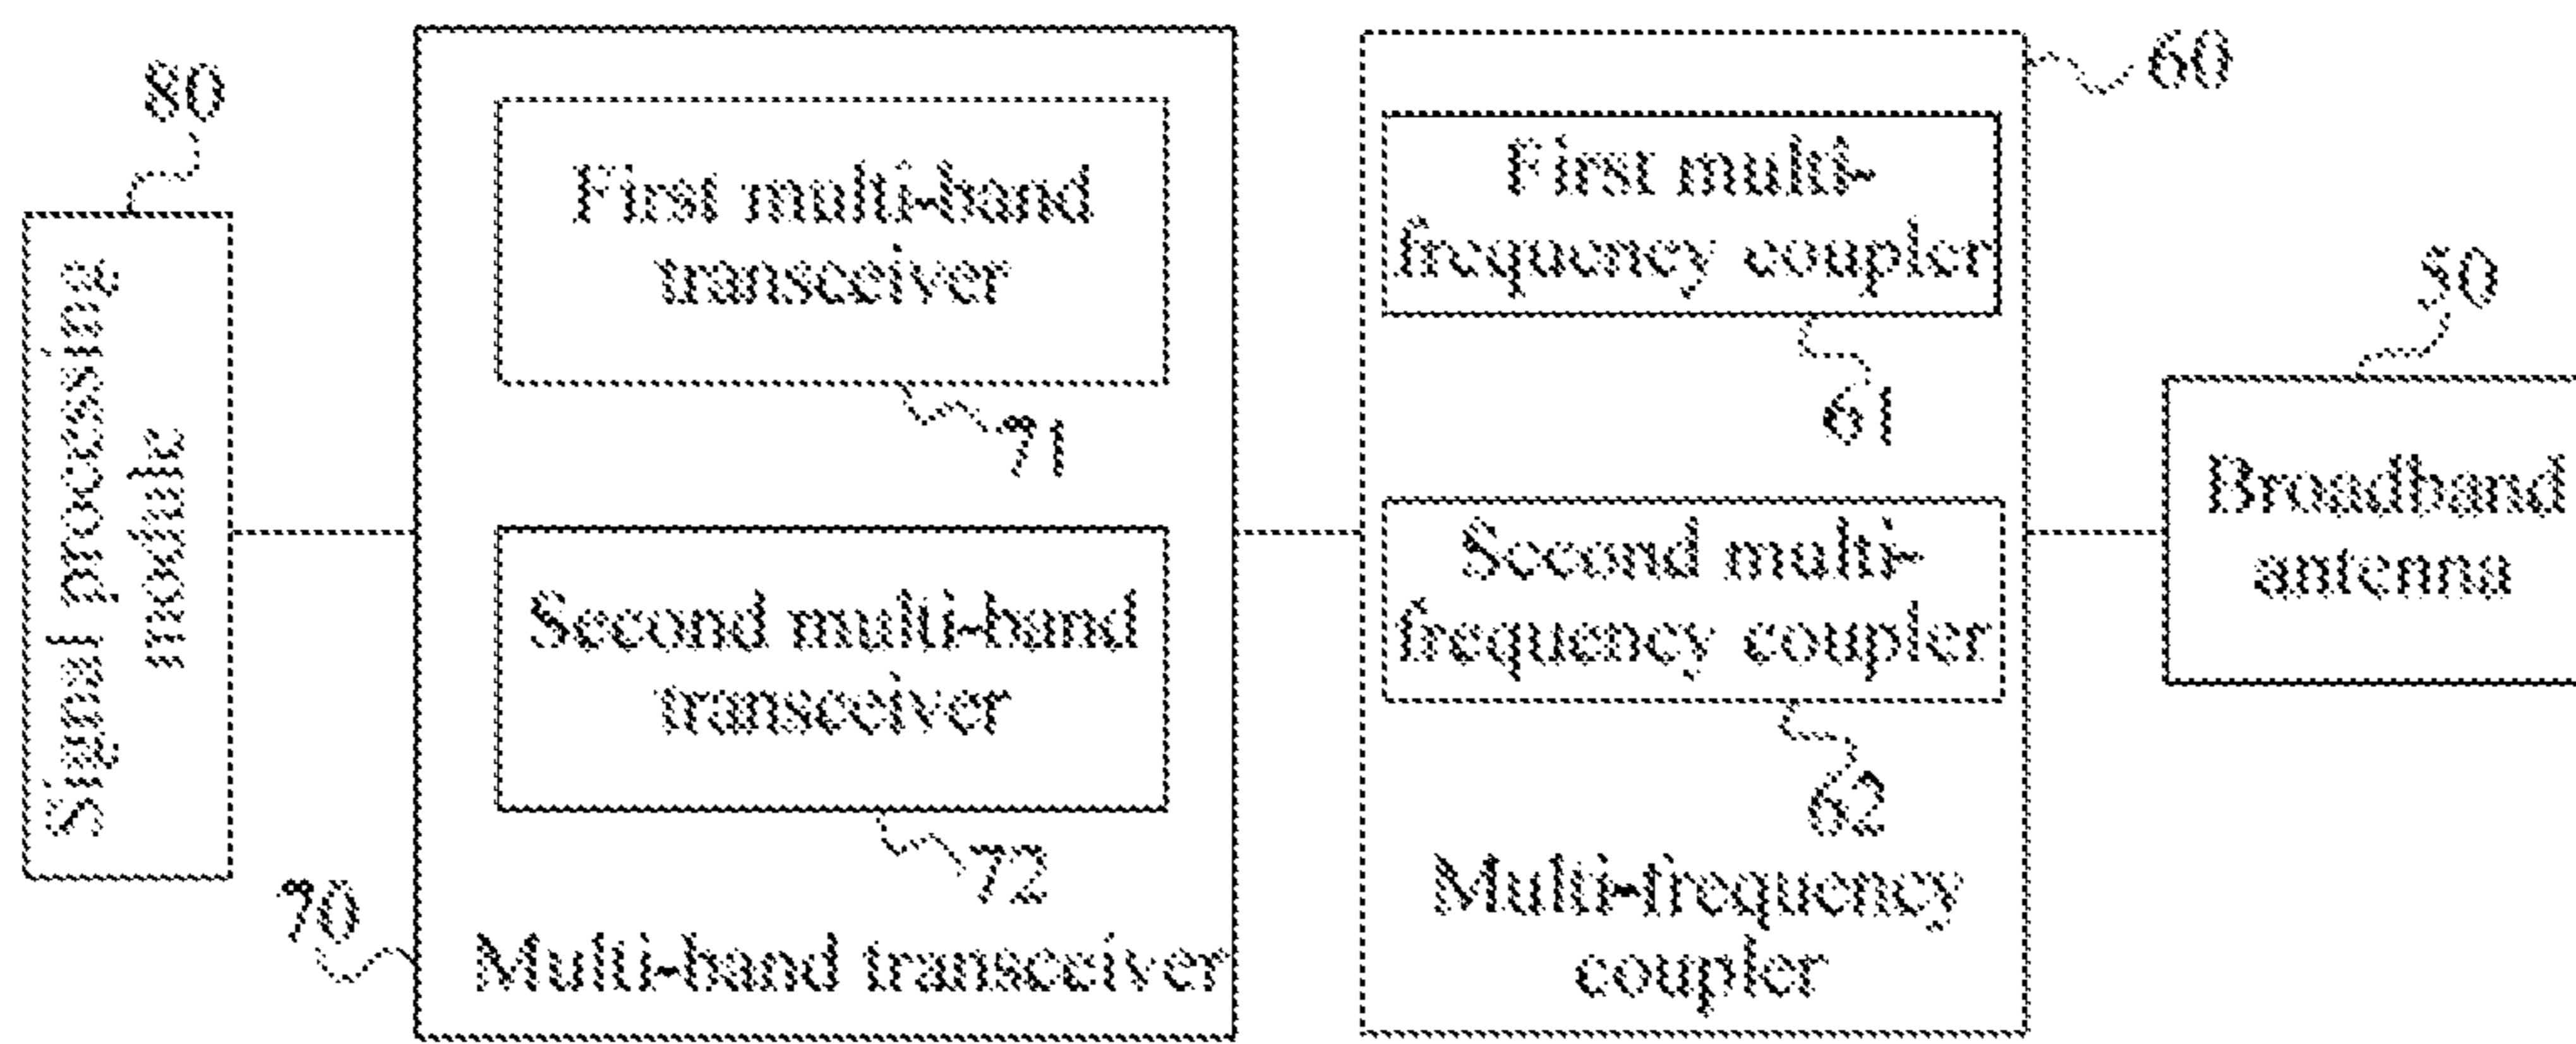 80
Signal processing
module
First multi-band
transceiver
71
Second multi-band
transceiver
72
70
Multi-band transceiver
60
First multi-
frequency coupler
61
Second multi-
frequency coupler
62
Multi-frequency
coupler
50
Broadband
antenna